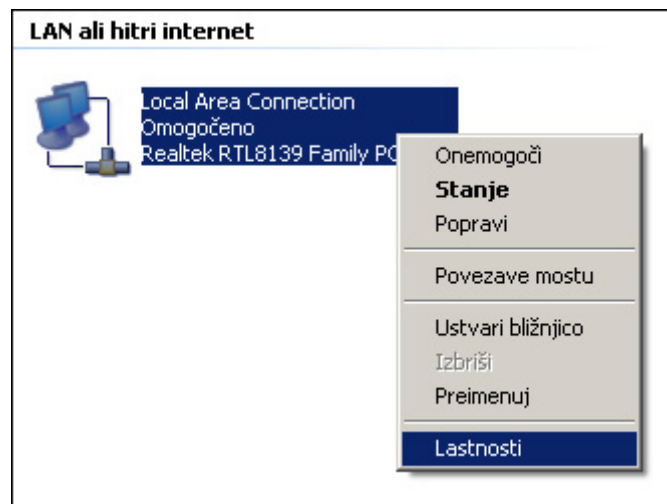 LAN ali hitri internet
Local Area Connection
Omogočeno
Realtek RTL8139 Family PC
Onemogoči
Stanje
Popravi
Povezave mostu
Ustvari bližnjico
Izbriši
Preimenuj
Lastnosti